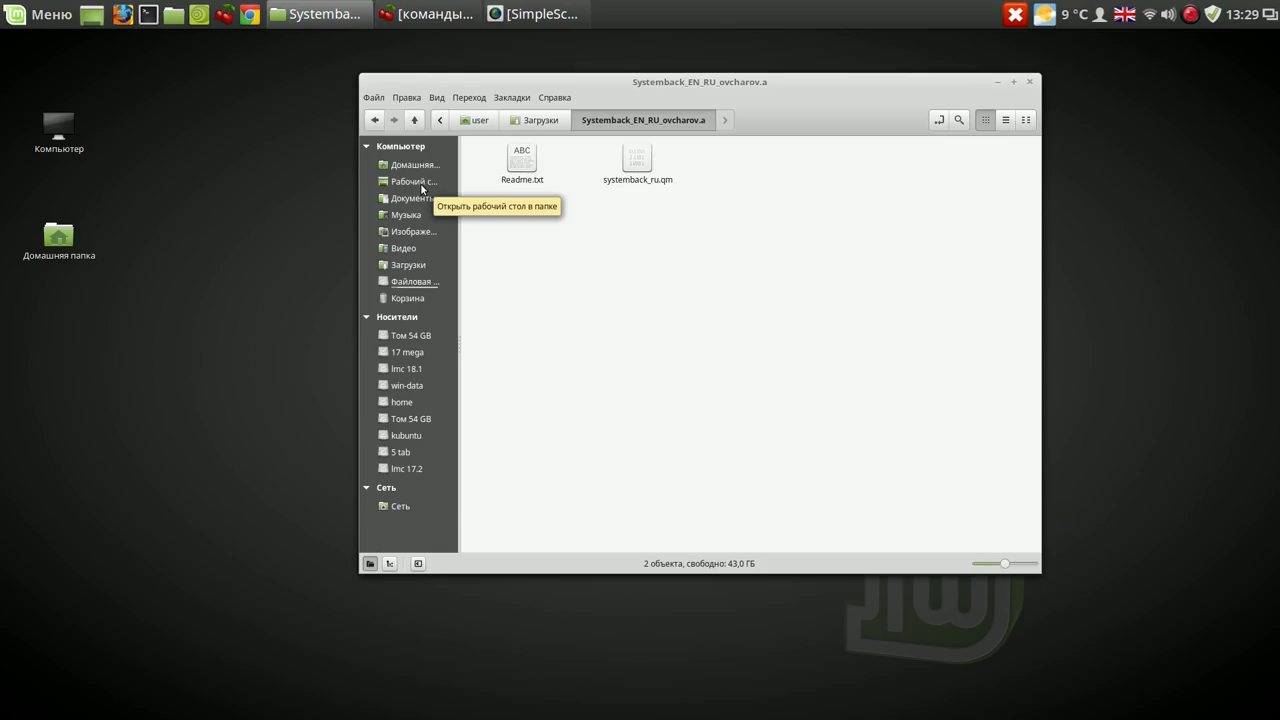 Меню
Systemba...
[команды...
[SimpleSc...
9 °C
13:29
Компьютер
Домашняя папка
Systemback_EN_RU_ovcharov.a
Файл Правка Вид Переход Закладки Справка
user Загрузки Systemback_EN_RU_ovcharov.a
Компьютер
Домашняя...
Рабочий с...
Документы
Музыка
Изображе...
Видео
Загрузки
Файловая ...
Корзина
Носители
Том 54 GB
17 mega
lmc 18.1
win-data
home
Том 54 GB
kubuntu
5 tab
lmc 17.2
Сеть
Сеть
ABC
Readme.txt
systemback_ru.qm
Открыть рабочий стол в папке
2 объекта, свободно: 43,0 ГБ